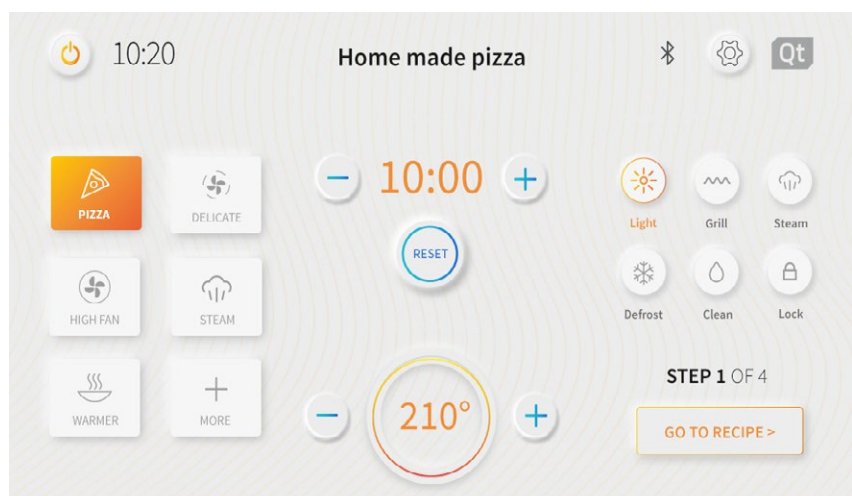 10:20
Home made pizza
Qt
PIZZA
DELICATE
HIGH FAN
STEAM
WARMER
MORE
10:00
RESET
210°
Light
Grill
Steam
Defrost
Clean
Lock
STEP 1 OF 4
GO TO RECIPE >